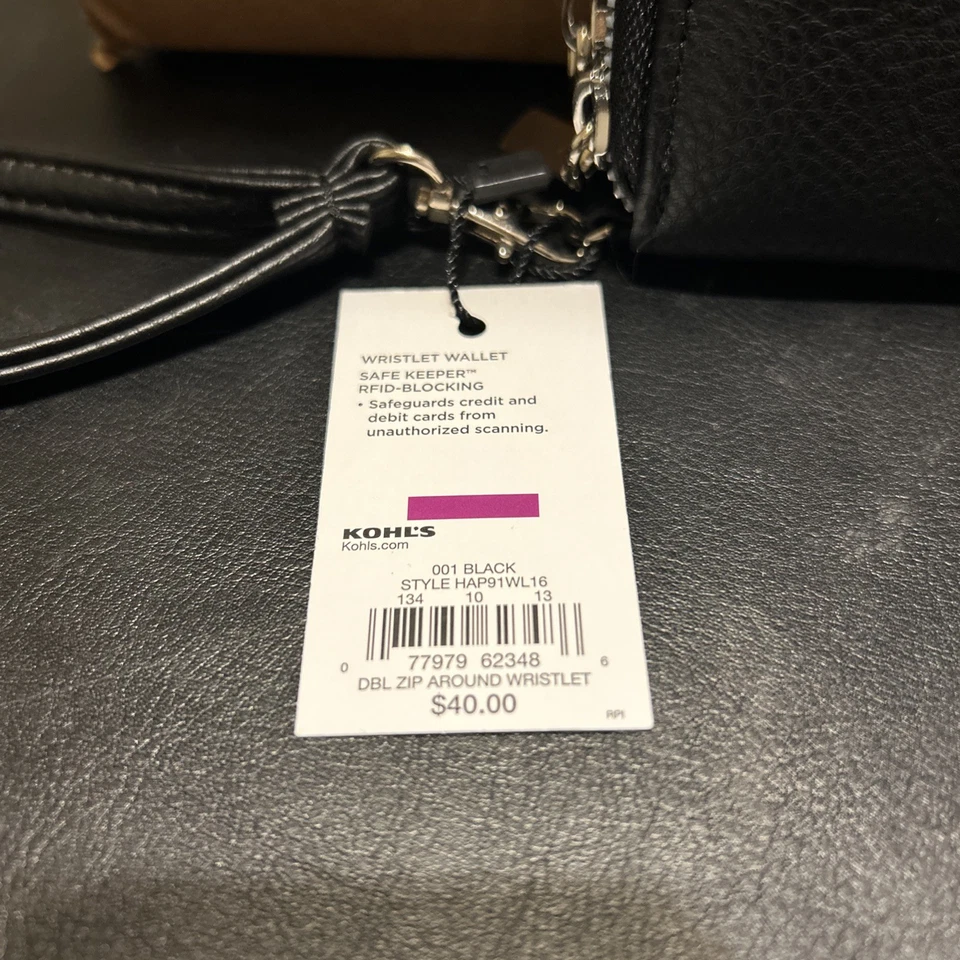 WRISTLET WALLET
SAFE KEEPER™
RFID-BLOCKING
• Safeguards credit and
debit cards from
unauthorized scanning.
KOHL'S
Kohls.com
001 BLACK
STYLE HAP91WL16
134 10 13
0 77979 62348 6
DBL ZIP AROUND WRISTLET
$40.00
RPI